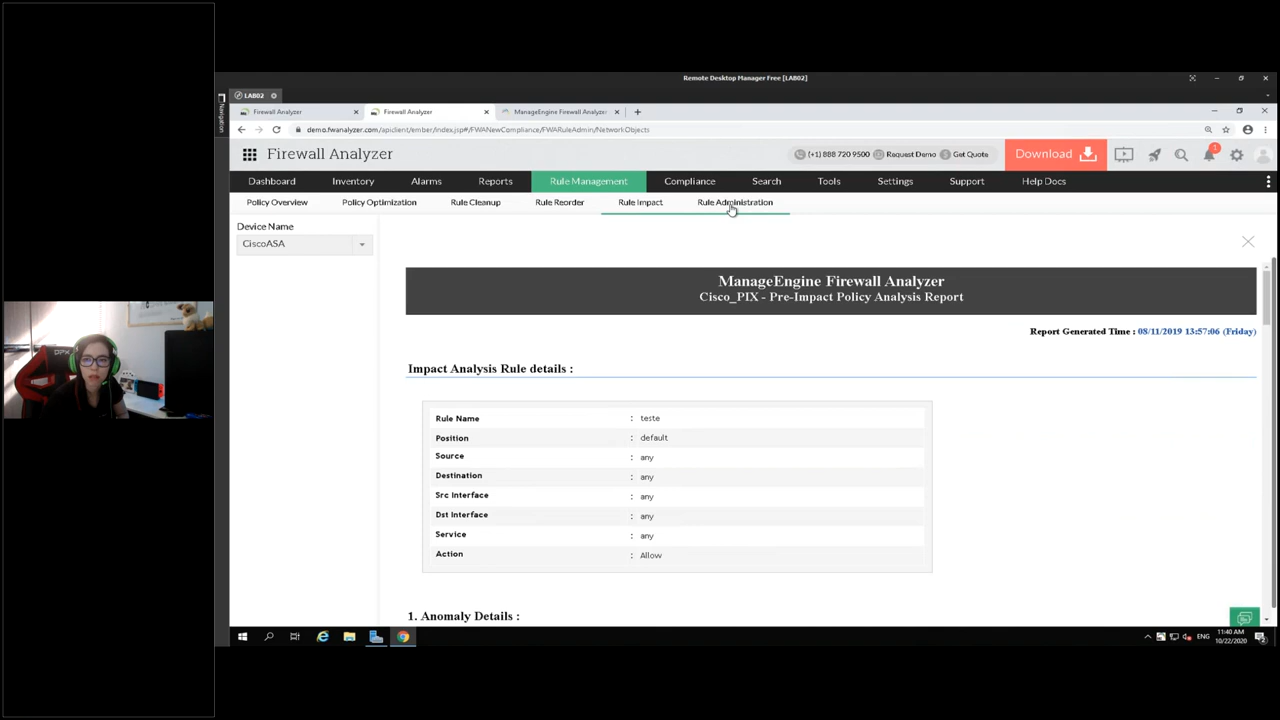 Remote Desktop Manager Free [LAB02]
LAB02
Navigation
Firewall Analyzer
Firewall Analyzer
ManageEngine Firewall Analyzer
demo.fwanalyzer.com/apiclient/ember/index.jsp#/FWANewCompliance/FWARuleAdmin/NetworkObjects
Firewall Analyzer
(+1) 888 720 9500
Request Demo
Get Quote
Download
1
Dashboard
Inventory
Alarms
Reports
Rule Management
Compliance
Search
Tools
Settings
Support
Help Docs
Policy Overview
Policy Optimization
Rule Cleanup
Rule Reorder
Rule Impact
Rule Administration
Device Name
CiscoASA
ManageEngine Firewall Analyzer
Cisco_PIX - Pre-Impact Policy Analysis Report
Report Generated Time : 08/11/2019 13:57:06 (Friday)
Impact Analysis Rule details :
Rule Name : teste
Position : default
Source : any
Destination : any
Src Interface : any
Dst Interface : any
Service : any
Action : Allow
1. Anomaly Details :
ENG
11:40 AM
10/22/2020
DPX